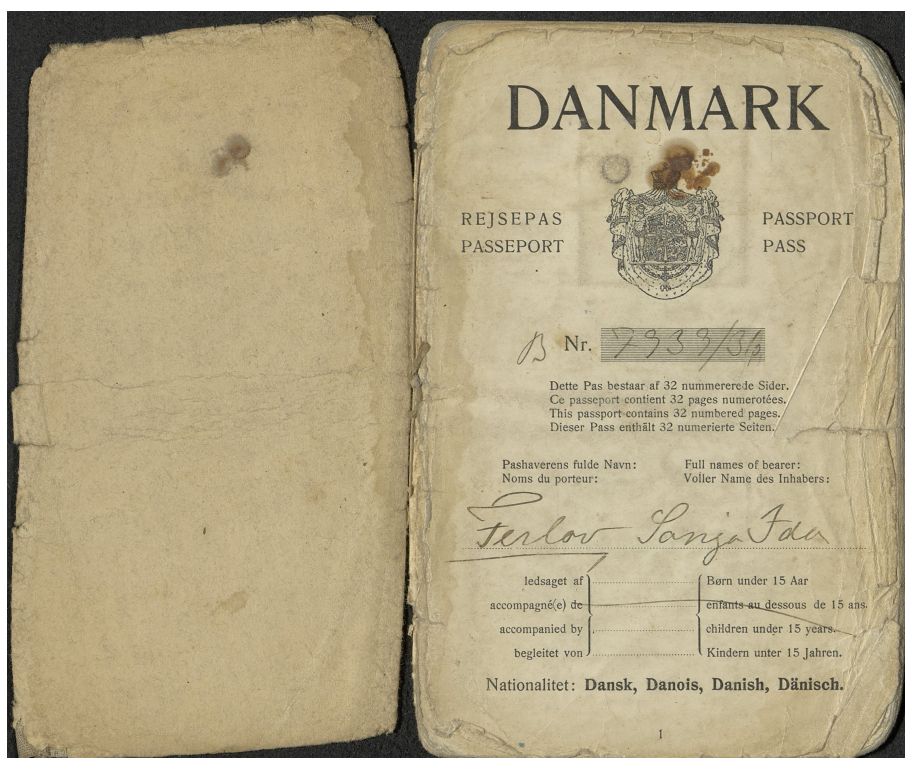 DANMARK
REJSEPAS PASSPORT
PASSEPORT PASS
B Nr. 7939/36
Dette Pas bestaar af 32 nummererede Sider.
Ce passeport contient 32 pages numerotées.
This passport contains 32 numbered pages.
Dieser Pass enthält 32 numerierte Seiten.
Pashaverens fulde Navn: Full names of bearer:
Noms du porteur: Voller Name des Inhabers:
Ferlov Sonja Ida
ledsaget af Børn under 15 Aar
accompagné(e) de enfants au dessous de 15 ans.
accompanied by children under 15 years.
begleitet von Kindern unter 15 Jahren.
Nationalitet: Dansk, Danois, Danish, Dänisch.
1